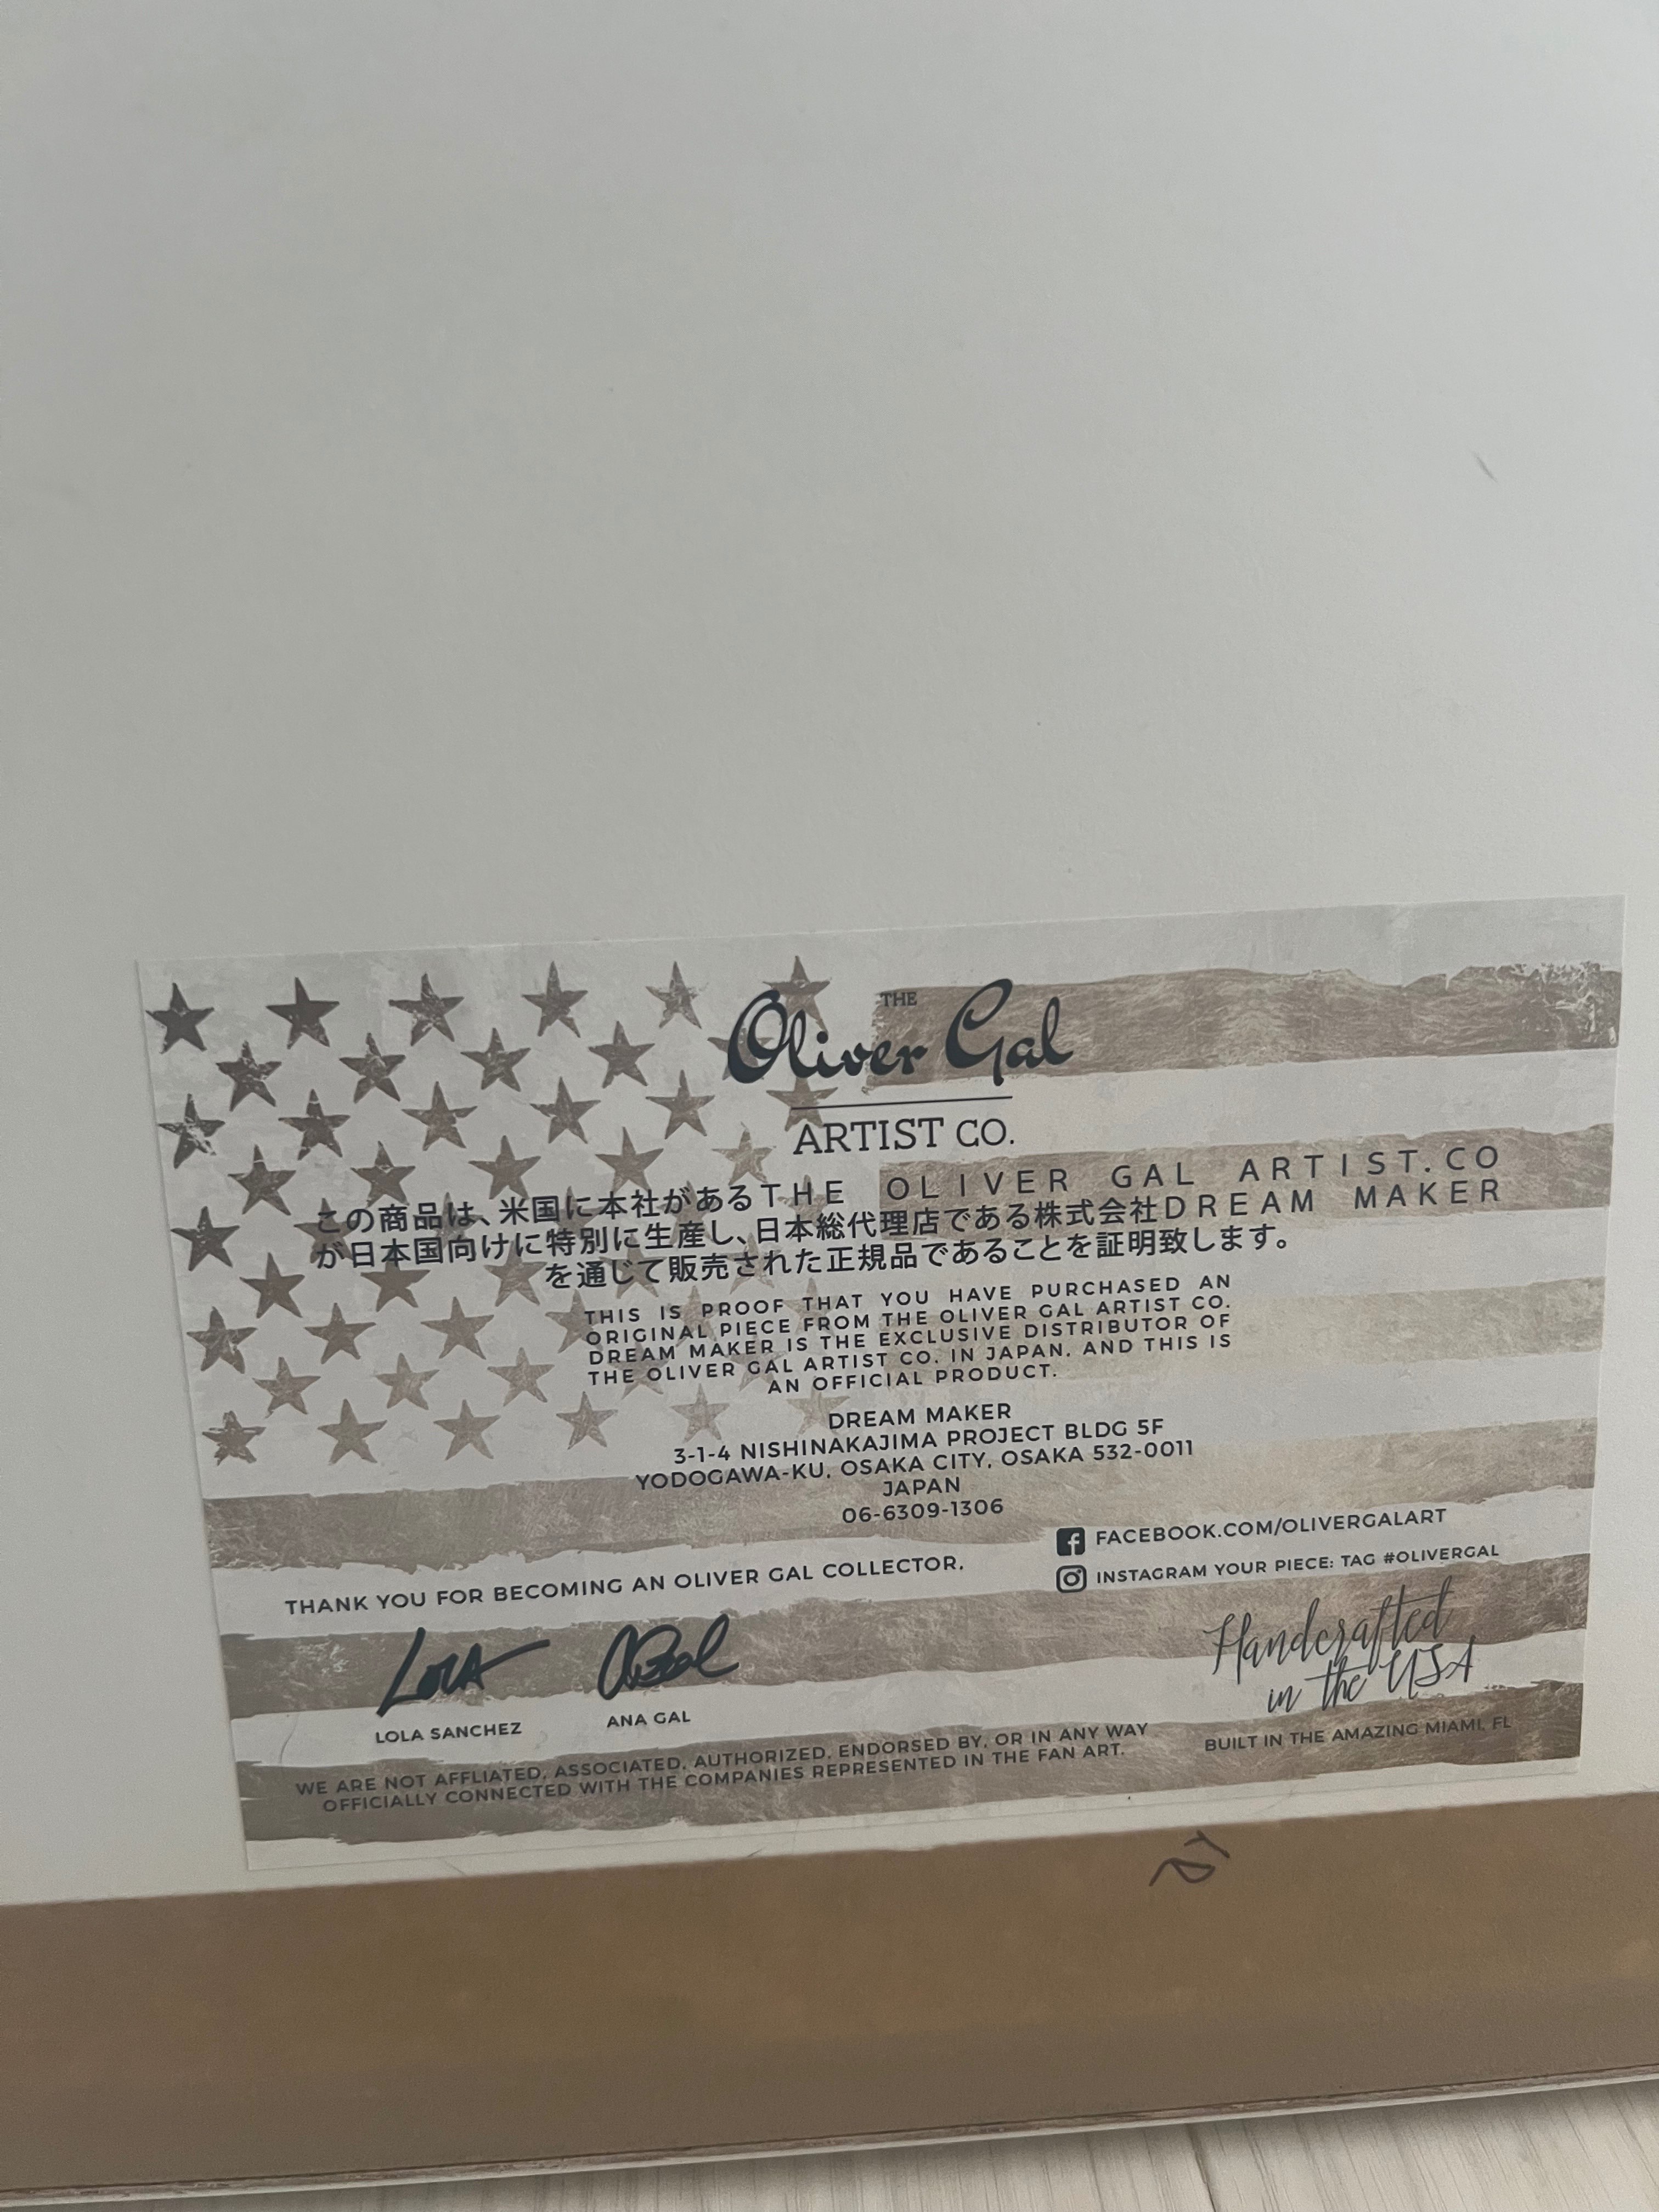 THE
Oliver Gal
ARTIST CO.
この商品は、米国に本社があるTHE OLIVER GAL ARTIST.CO
が日本国向けに特別に生産し、日本総代理店である株式会社DREAM MAKER
を通じて販売された正規品であることを証明致します。
THIS IS PROOF THAT YOU HAVE PURCHASED AN
ORIGINAL PIECE FROM THE OLIVER GAL ARTIST CO.
DREAM MAKER IS THE EXCLUSIVE DISTRIBUTOR OF
THE OLIVER GAL ARTIST CO. IN JAPAN. AND THIS IS
AN OFFICIAL PRODUCT.
DREAM MAKER
3-1-4 NISHINAKAJIMA PROJECT BLDG 5F
YODOGAWA-KU, OSAKA CITY, OSAKA 532-0011
JAPAN
06-6309-1306
FACEBOOK.COM/OLIVERGALART
INSTAGRAM YOUR PIECE: TAG #OLIVERGAL
THANK YOU FOR BECOMING AN OLIVER GAL COLLECTOR.
LOLA
LOLA SANCHEZ
ANA GAL
Handcrafted
in the USA
BUILT IN THE AMAZING MIAMI, FL
WE ARE NOT AFFLIATED, ASSOCIATED, AUTHORIZED, ENDORSED BY, OR IN ANY WAY
OFFICIALLY CONNECTED WITH THE COMPANIES REPRESENTED IN THE FAN ART.